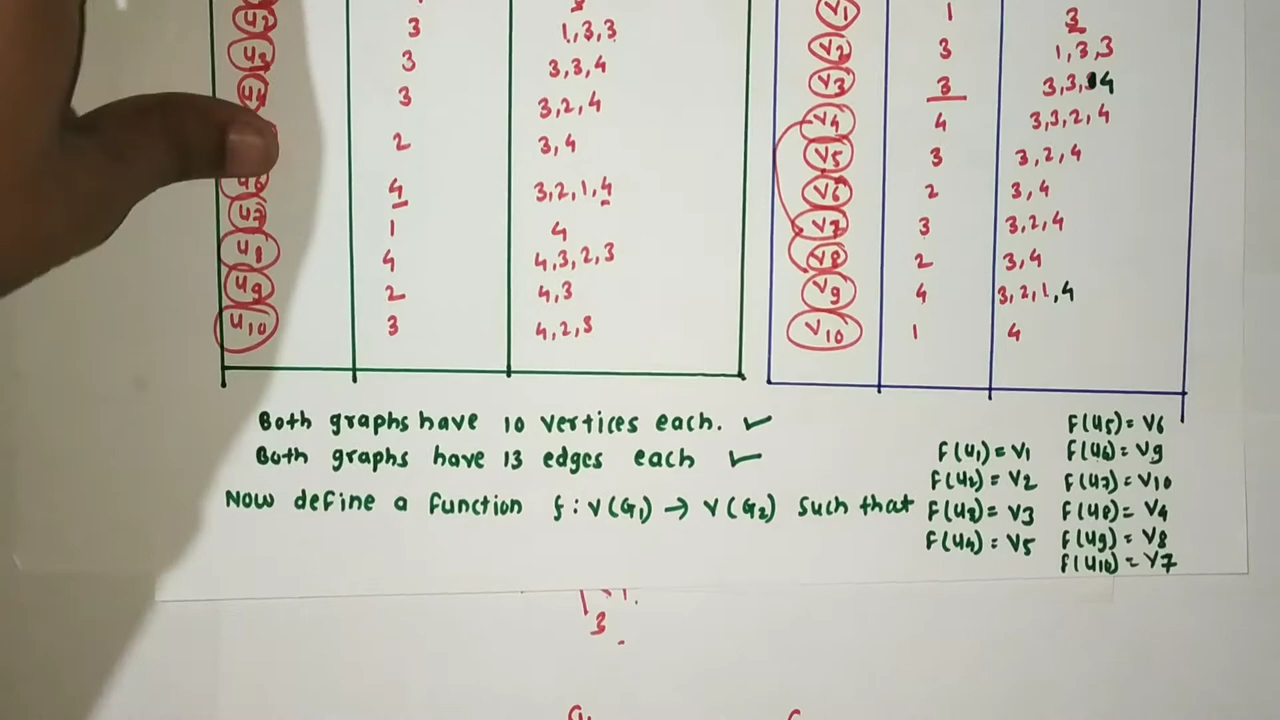 1 3
3 1,3,3
3 3,3,4
3 3,2,4
2 3,4
4 3,2,1,4
1 4
u8 4 4,3,2,3
u9 2 4,3
u10 3 4,2,3
v1 1 3
v2 3 1,3,3
v3 3 3,3,4
v4 4 3,3,2,4
v5 3 3,2,4
v6 2 3,4
v7 3 3,2,4
v8 2 3,4
v9 4 3,2,1,4
v10 1 4
Both graphs have 10 vertices each. ✓
Both graphs have 13 edges each ✓
Now define a function f : V(G1) → V(G2) such that
F(u1) = V1
F(u2) = V2
F(u3) = V3
F(u4) = V5
F(u5) = V6
F(u6) = V9
F(u7) = V10
F(u8) = V4
F(u9) = V8
F(u10) = V7
3